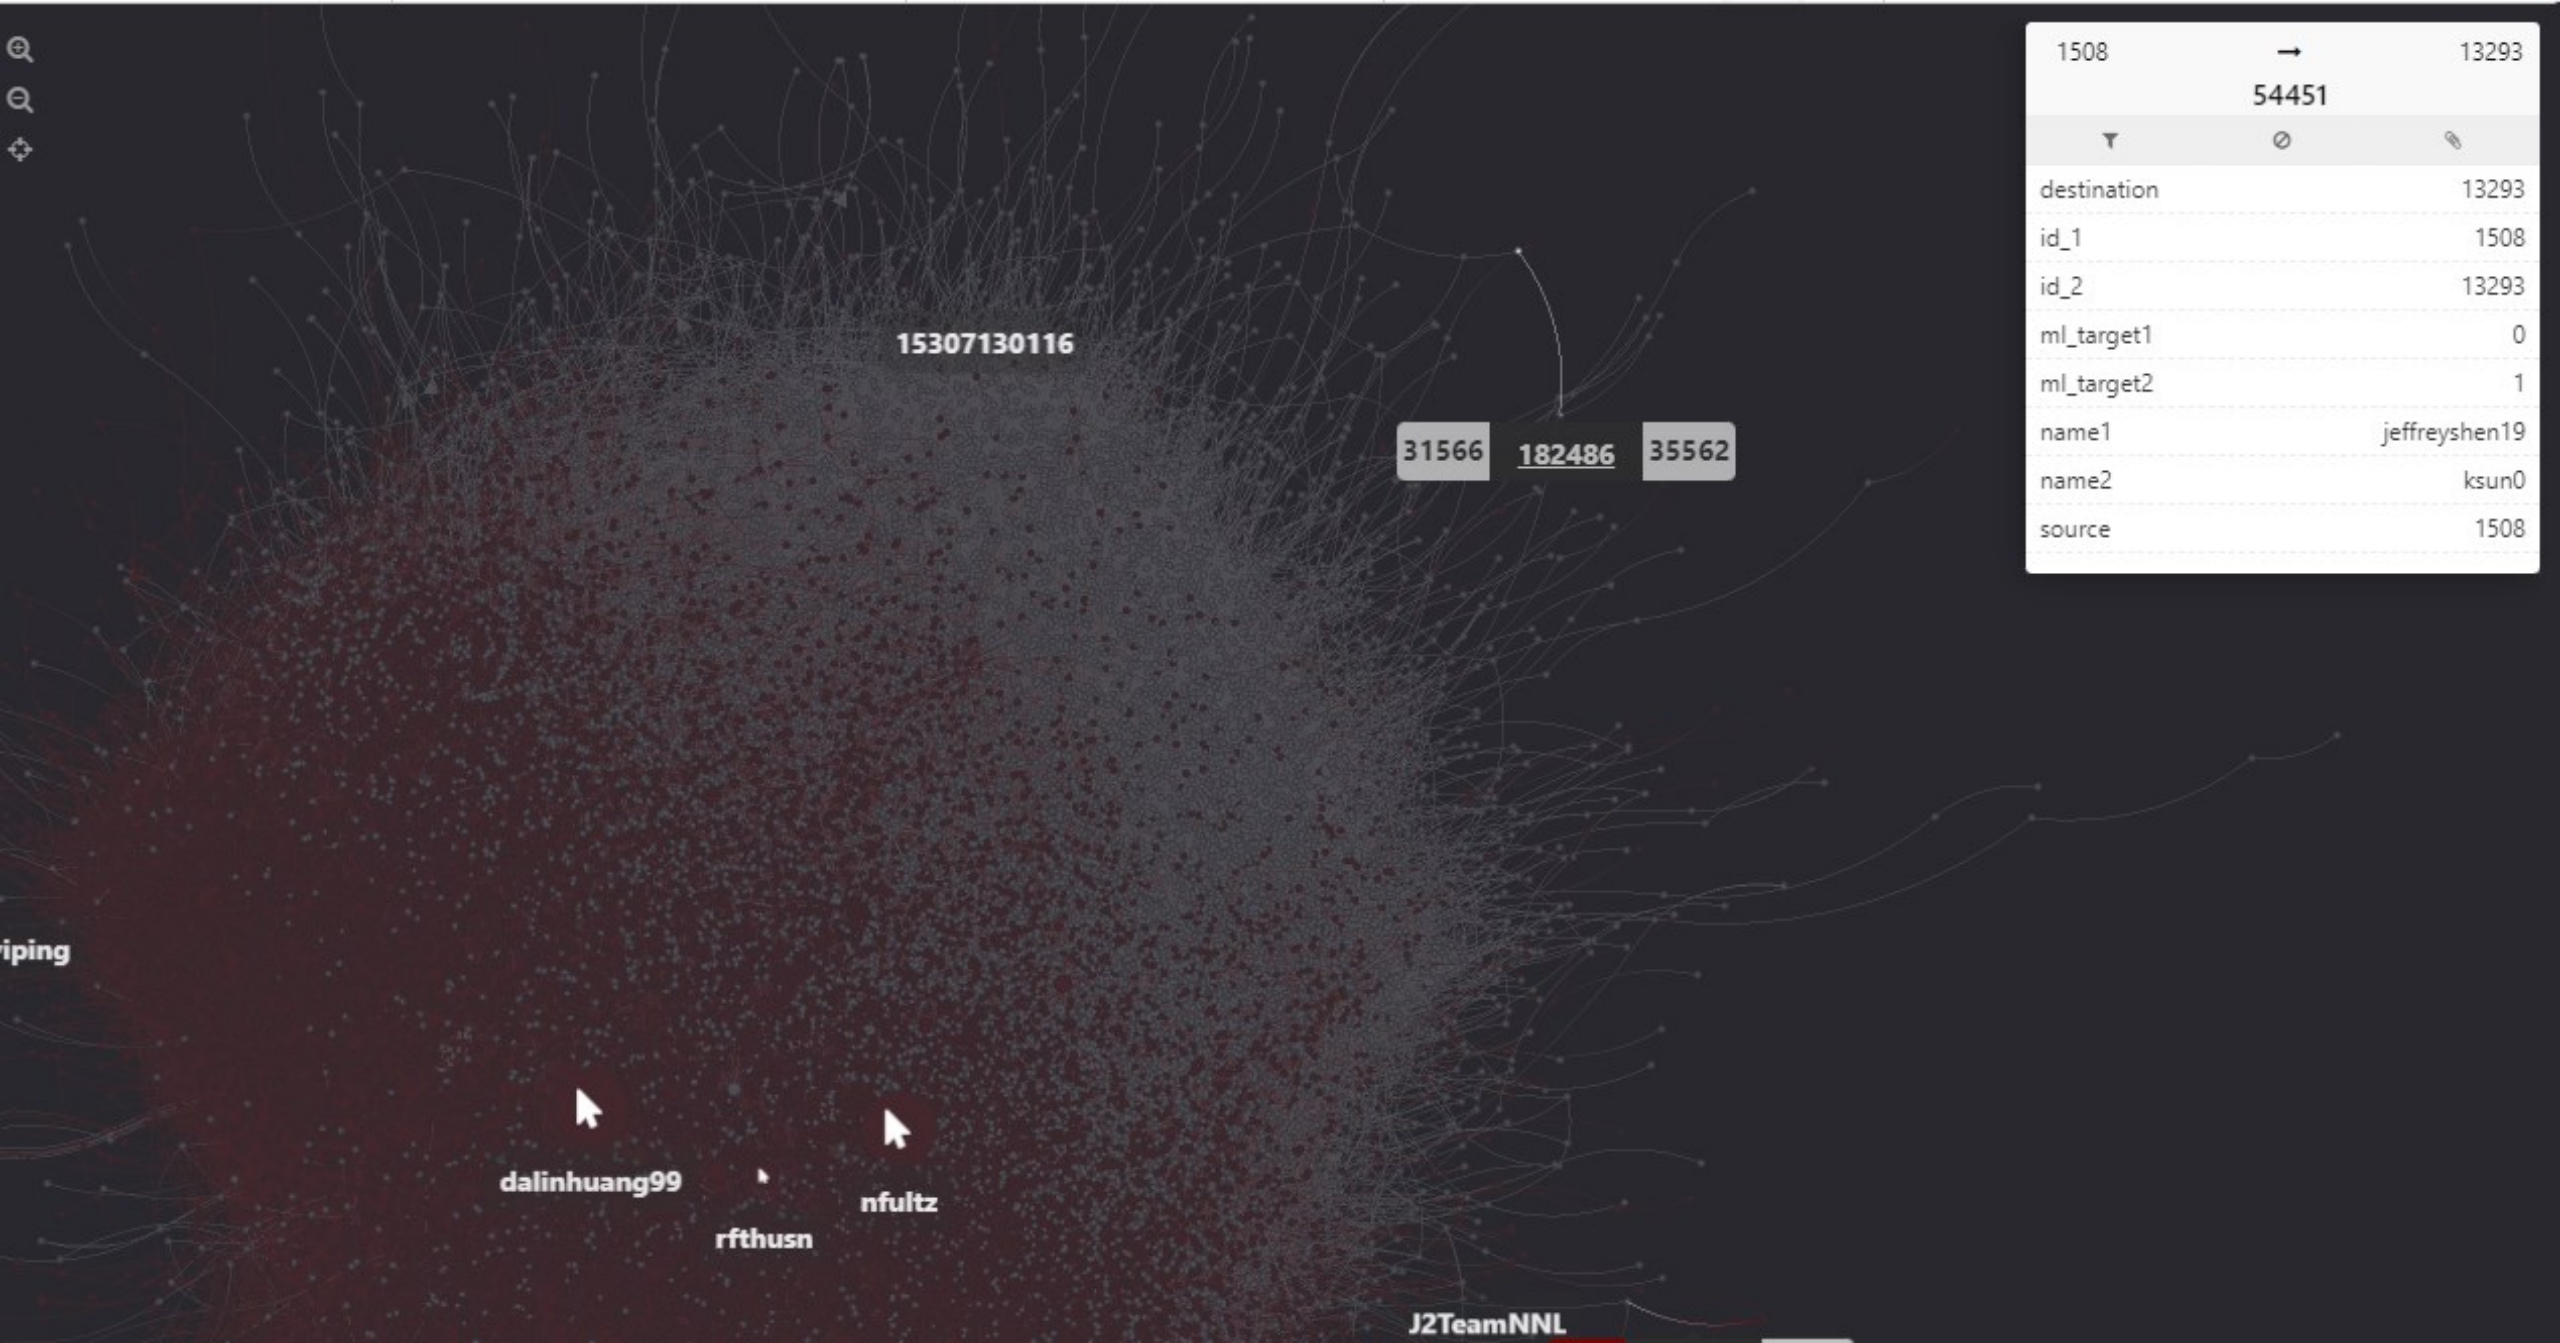 1508 → 13293
54451
destination 13293
id_1 1508
id_2 13293
ml_target1 0
ml_target2 1
name1 jeffreyshen19
name2 ksun0
source 1508
15307130116
31566 182486 35562
dalinhuang99
nfultz
rfthusn
J2TeamNNL